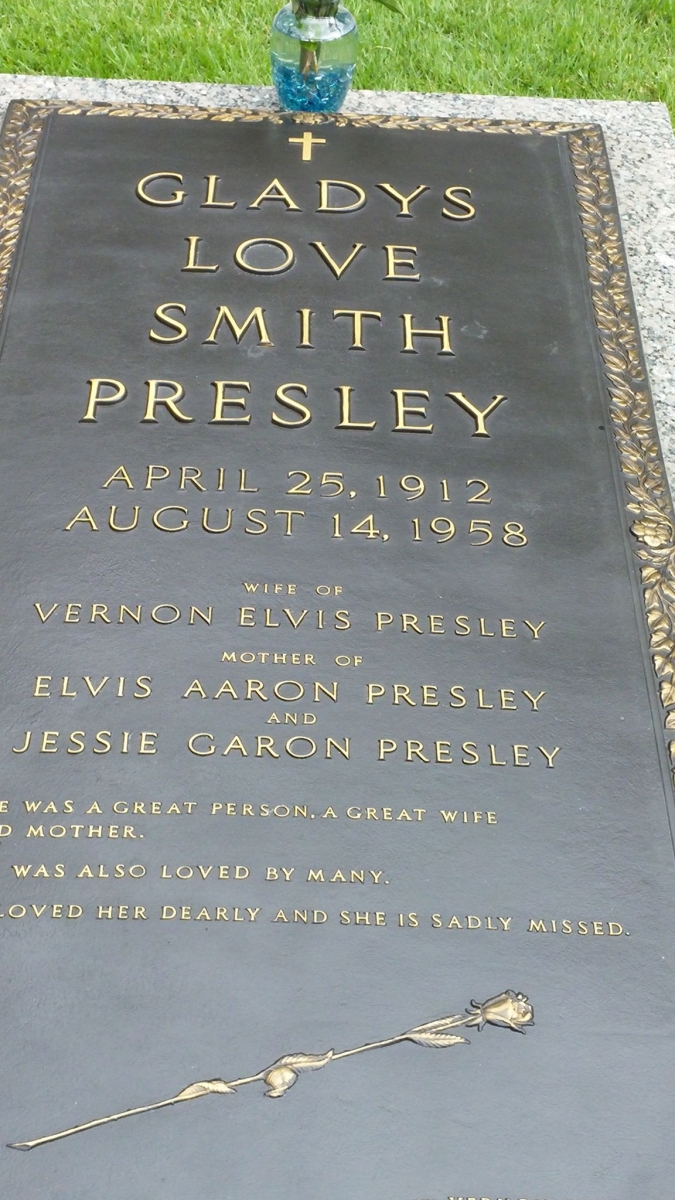 GLADYS
LOVE
SMITH
PRESLEY
APRIL 25, 1912
AUGUST 14, 1958
WIFE OF
VERNON ELVIS PRESLEY
MOTHER OF
ELVIS AARON PRESLEY
AND
JESSIE GARON PRESLEY
E WAS A GREAT PERSON, A GREAT WIFE
D MOTHER.
WAS ALSO LOVED BY MANY.
LOVED HER DEARLY AND SHE IS SADLY MISSED.